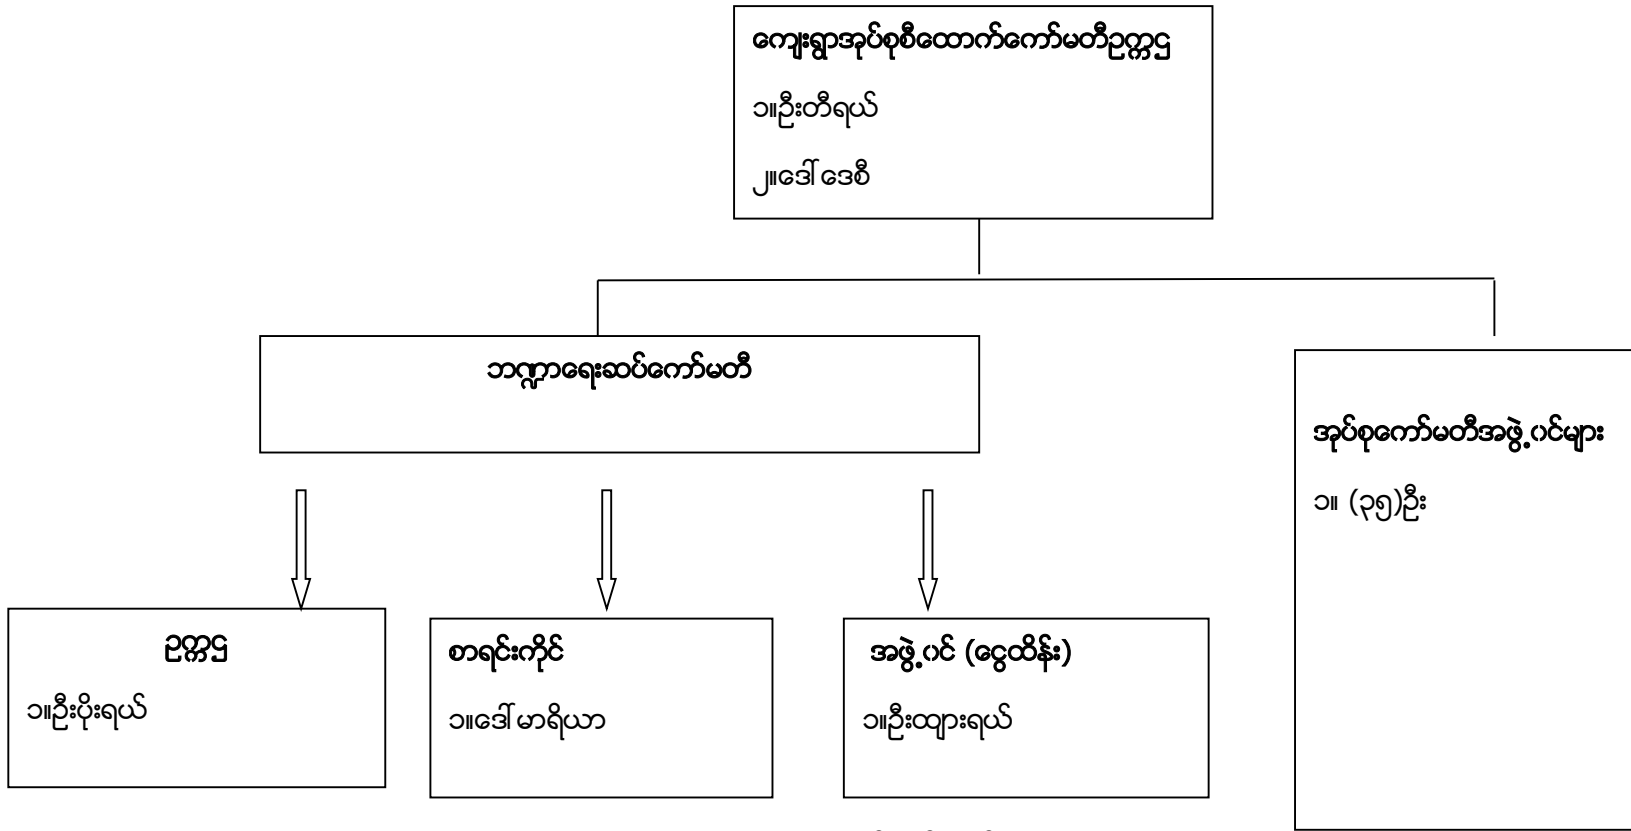 ကျေးရွာအုပ်စုစီထောက်ကော်မတီဥက္ကဌ
၁။ဦးတီရယ်
၂။ဒေါ်ဒေစီ
ဘဏ္ဍာရေးဆပ်ကော်မတီ
အုပ်စုကော်မတီအဖွဲ့ဝင်များ
၁။ (၃၅)ဦး
ဥက္ကဌ
၁။ဦးပိုးရယ်
စာရင်းကိုင်
၁။ဒေါ်မာရိယာ
အဖွဲ့ဝင် (ငွေထိန်း)
၁။ဦးထျားရယ်